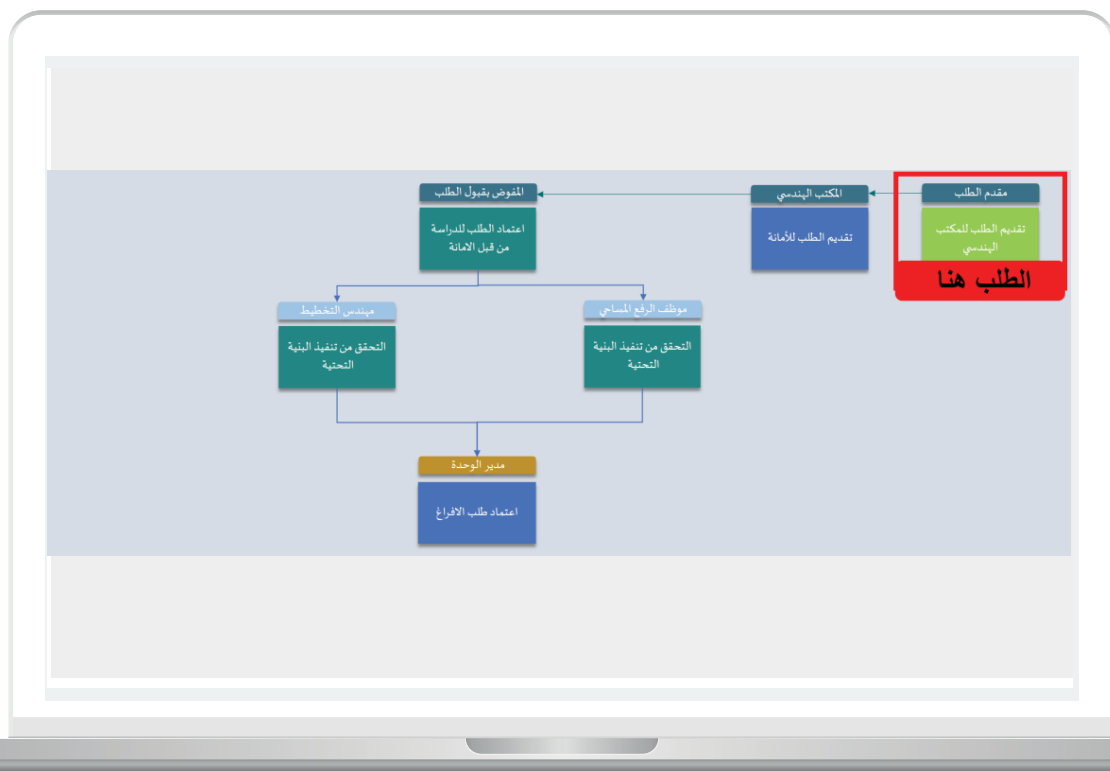 مقدم الطلب
تقديم الطلب للمكتب
الهندسي
الطلب هنا
المكتب الهندسي
تقديم الطلب للأمانة
المفوض بقبول الطلب
اعتماد الطلب للدراسة
من قبل الامانة
موظف الرفع المساحي
التحقق من تنفيذ البنية
التحتية
مهندس التخطيط
التحقق من تنفيذ البنية
التحتية
مدير الوحدة
اعتماد طلب الافراغ